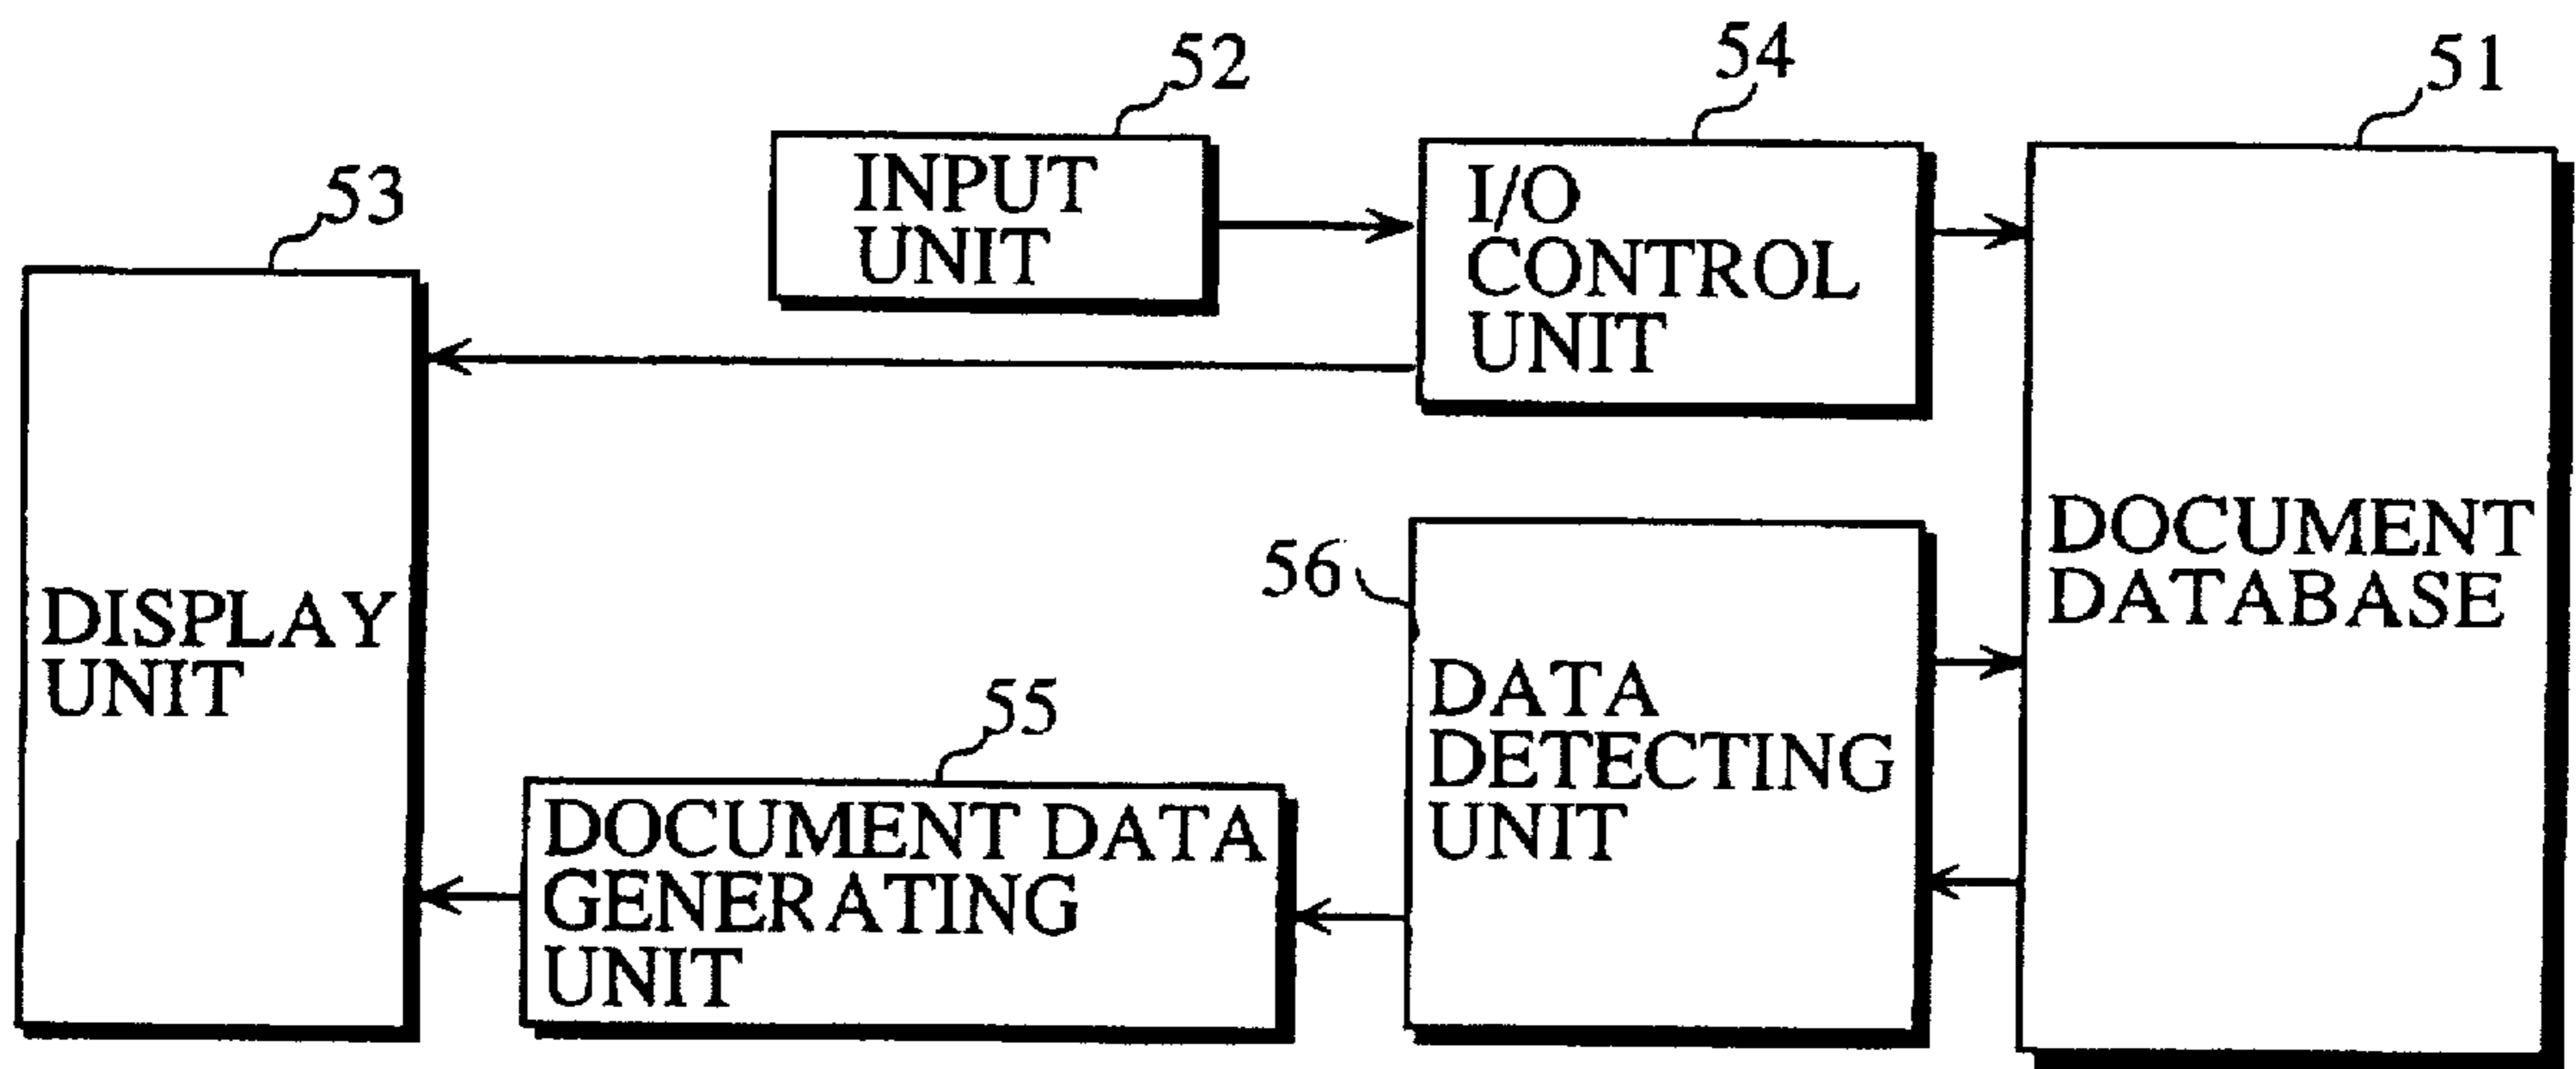 52
54
51
53
INPUT
UNIT
I/O
CONTROL
UNIT
DOCUMENT
DATABASE
56
DISPLAY
UNIT
DATA
DETECTING
UNIT
55
DOCUMENT DATA
GENERATING
UNIT